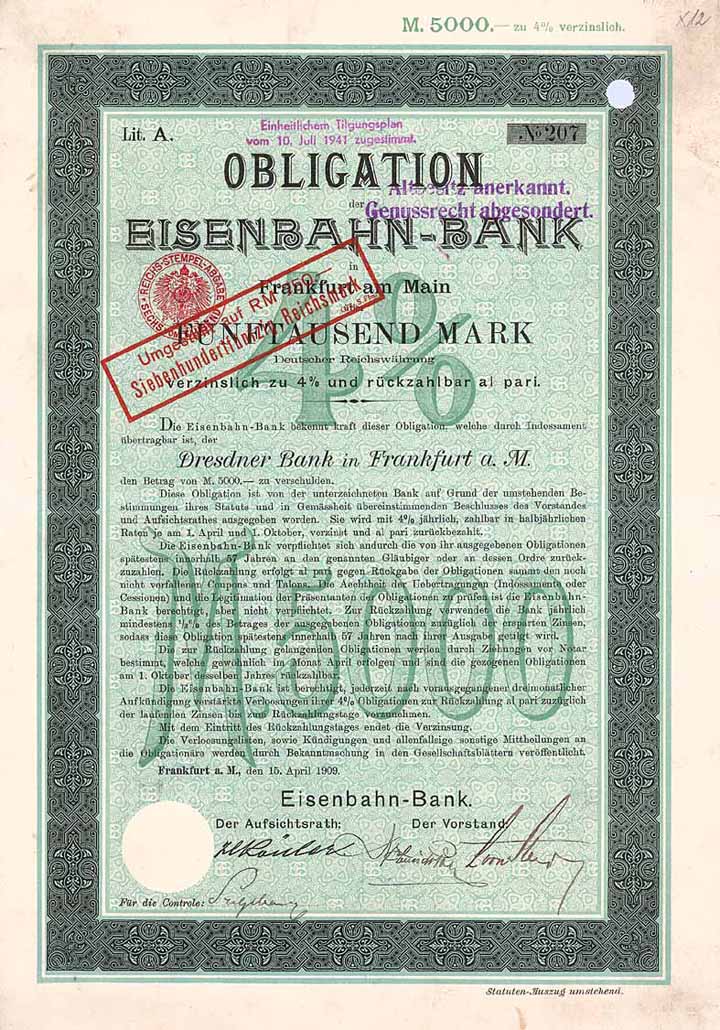 M. 5000.— zu 4% verzinslich.
x12
Lit. A.
Einheitlichem Tilgungsplan
vom 10. Juli 1941 zugestimmt.
№ 207
OBLIGATION
Altbesitz anerkannt.
der
Genussrecht abgesondert.
EISENBAHN-BANK
in
REICHS-STEMPEL-ABGABE
Frankfurt am Main
4%
Umgestellt auf RM
Siebenhundertfünfzig Reichsmark
FÜNFTAUSEND MARK
Deutscher Reichswährung
verzinslich zu 4% und rückzahlbar al pari.
Die Eisenbahn-Bank bekennt kraft dieser Obligation, welche durch Indossament
übertragbar ist, der
Dresdner Bank in Frankfurt a. M.
den Betrag von M. 5000.— zu verschulden.
Diese Obligation ist von der unterzeichneten Bank auf Grund der umstehenden Be-
stimmungen ihres Statuts und in Gemässheit übereinstimmenden Beschlusses des Vorstandes
und Aufsichtsrathes ausgegeben worden. Sie wird mit 4% jährlich, zahlbar in halbjährlichen
Raten je am 1. April und 1. Oktober, verzinst und al pari zurückbezahlt.
Die Eisenbahn-Bank verpflichtet sich andurch die von ihr ausgegebenen Obligationen
spätestens innerhalb 57 Jahren an den genannten Gläubiger oder an dessen Ordre zurück-
zuzahlen. Die Rückzahlung erfolgt al pari gegen Rückgabe der Obligationen sammt den noch
nicht verfallenen Coupons und Talons. Die Aechtheit der Uebertragungen (Indossamente oder
Cessionen) und die Legitimation der Präsentanten der Obligationen zu prüfen ist die Eisenbahn-
Bank berechtigt, aber nicht verpflichtet. Zur Rückzahlung verwendet die Bank jährlich
mindestens ½% des Betrages der ausgegebenen Obligationen zuzüglich der ersparten Zinsen,
sodass diese Obligation spätestens innerhalb 57 Jahren nach ihrer Ausgabe getilgt wird.
Die zur Rückzahlung gelangenden Obligationen werden durch Ziehungen vor Notar
bestimmt, welche gewöhnlich im Monat April erfolgen und sind die gezogenen Obligationen
am 1. Oktober desselben Jahres rückzahlbar.
Die Eisenbahn-Bank ist berechtigt, jederzeit nach vorausgegangener dreimonatlicher
Aufkündigung verstärkte Verloosungen ihre 4% Obligationen zur Rückzahlung al pari zuzüglich
der laufenden Zinsen bis zum Rückzahlungstage vorzunehmen.
Mit dem Eintritt des Rückzahlungstages endet die Verzinsung.
Die Verloosungslisten, sowie Kündigungen und allenfallsige sonstige Mittheilungen an
die Obligationäre werden durch Bekanntmachung in den Gesellschaftsblättern veröffentlicht.
M. 5000
Frankfurt a. M., den 15. April 1909.
Eisenbahn-Bank.
Der Aufsichtsrath: Der Vorstand
Für die Controle:
Statuten-Auszug umstehend.